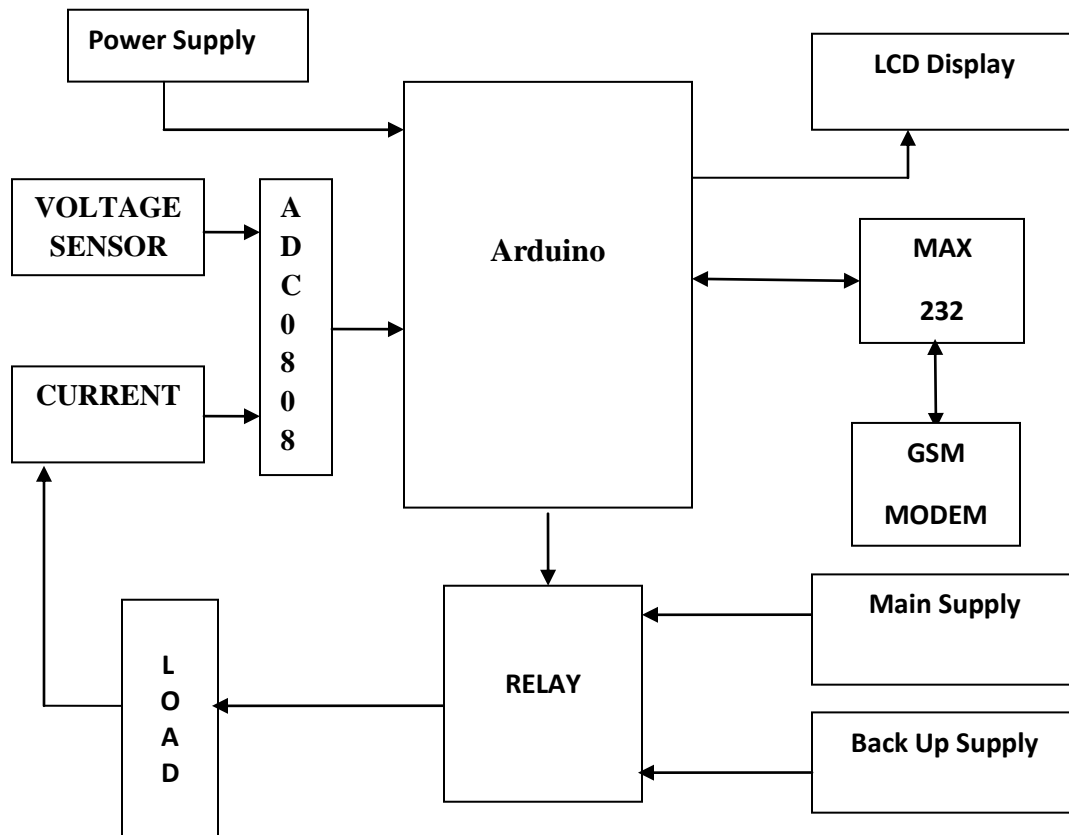 Power Supply
LCD Display
VOLTAGE
SENSOR
A
D
C
0
8
0
8
Arduino
MAX
232
CURRENT
GSM
MODEM
Main Supply
RELAY
L
O
A
D
Back Up Supply